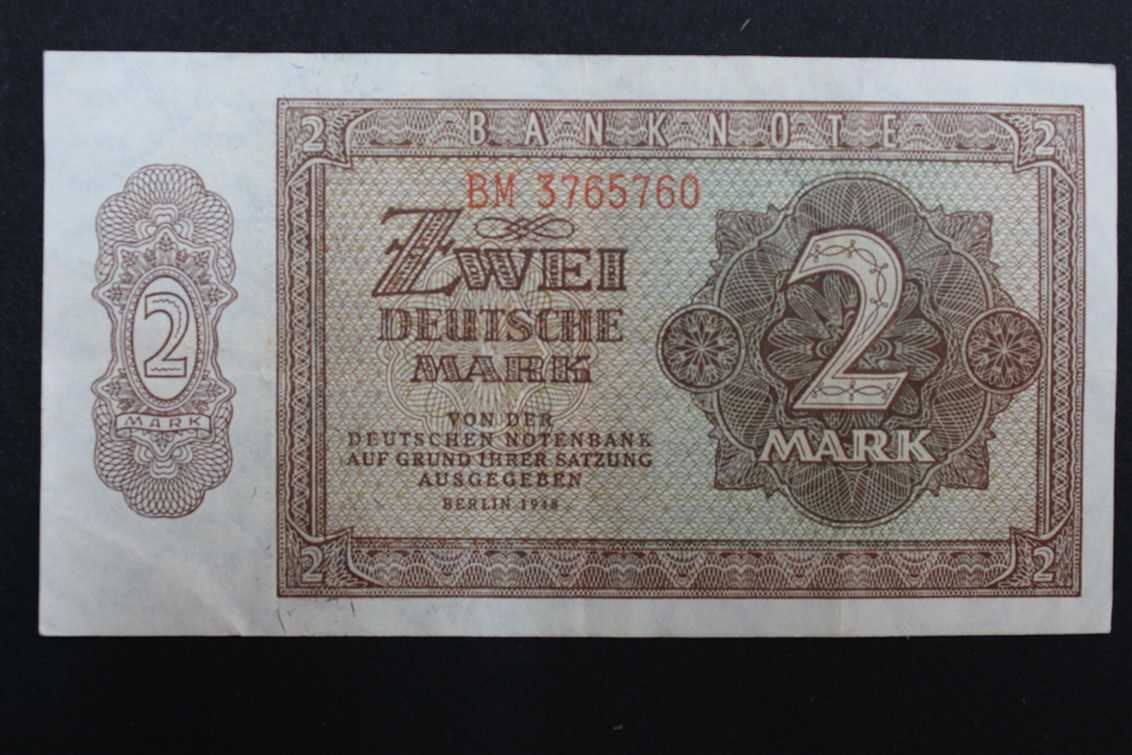 2 BANKNOTE 2
BM 3765760
ZWEI
DEUTSCHE
MARK
VON DER
DEUTSCHEN NOTENBANK
AUF GRUND IHRER SATZUNG
AUSGEGEBEN
BERLIN 1948
2
MARK
2
MARK
2 2